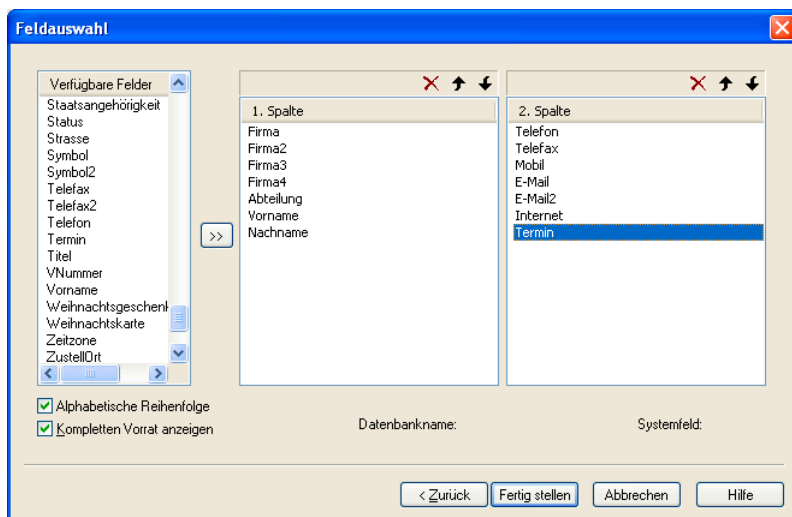 Feldauswahl
Verfügbare Felder
Staatsangehörigkeit
Status
Strasse
Symbol
Symbol2
Telefax
Telefax2
Telefon
Termin
Titel
VNummer
Vorname
Weihnachtsgeschenk
Weihnachtskarte
Zeitzone
ZustellOrt
>>
1. Spalte
Firma
Firma2
Firma3
Firma4
Abteilung
Vorname
Nachname
2. Spalte
Telefon
Telefax
Mobil
E-Mail
E-Mail2
Internet
Termin
Alphabetische Reihenfolge
Kompletten Vorrat anzeigen
Datenbankname:
Systemfeld:
< Zurück
Fertig stellen
Abbrechen
Hilfe